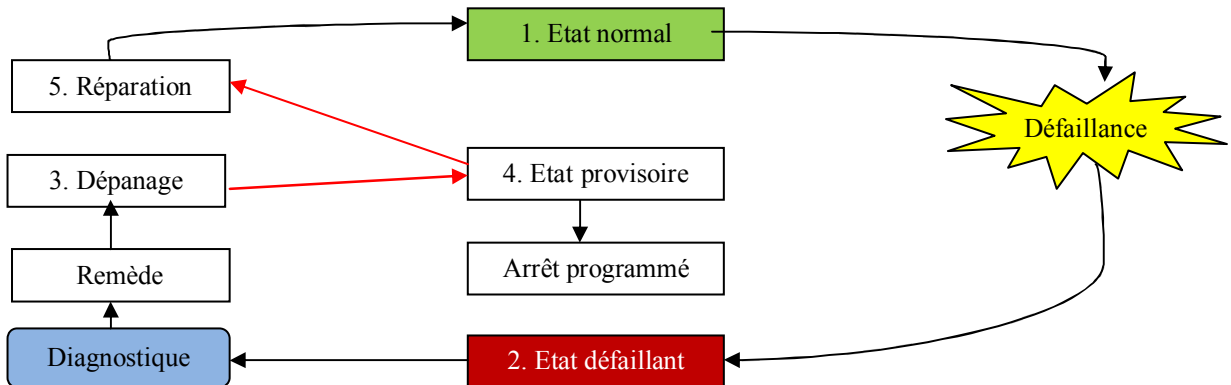 1. Etat normal
5. Réparation
Défaillance
3. Dépanage
4. Etat provisoire
Remède
Arrêt programmé
Diagnostique
2. Etat défaillant